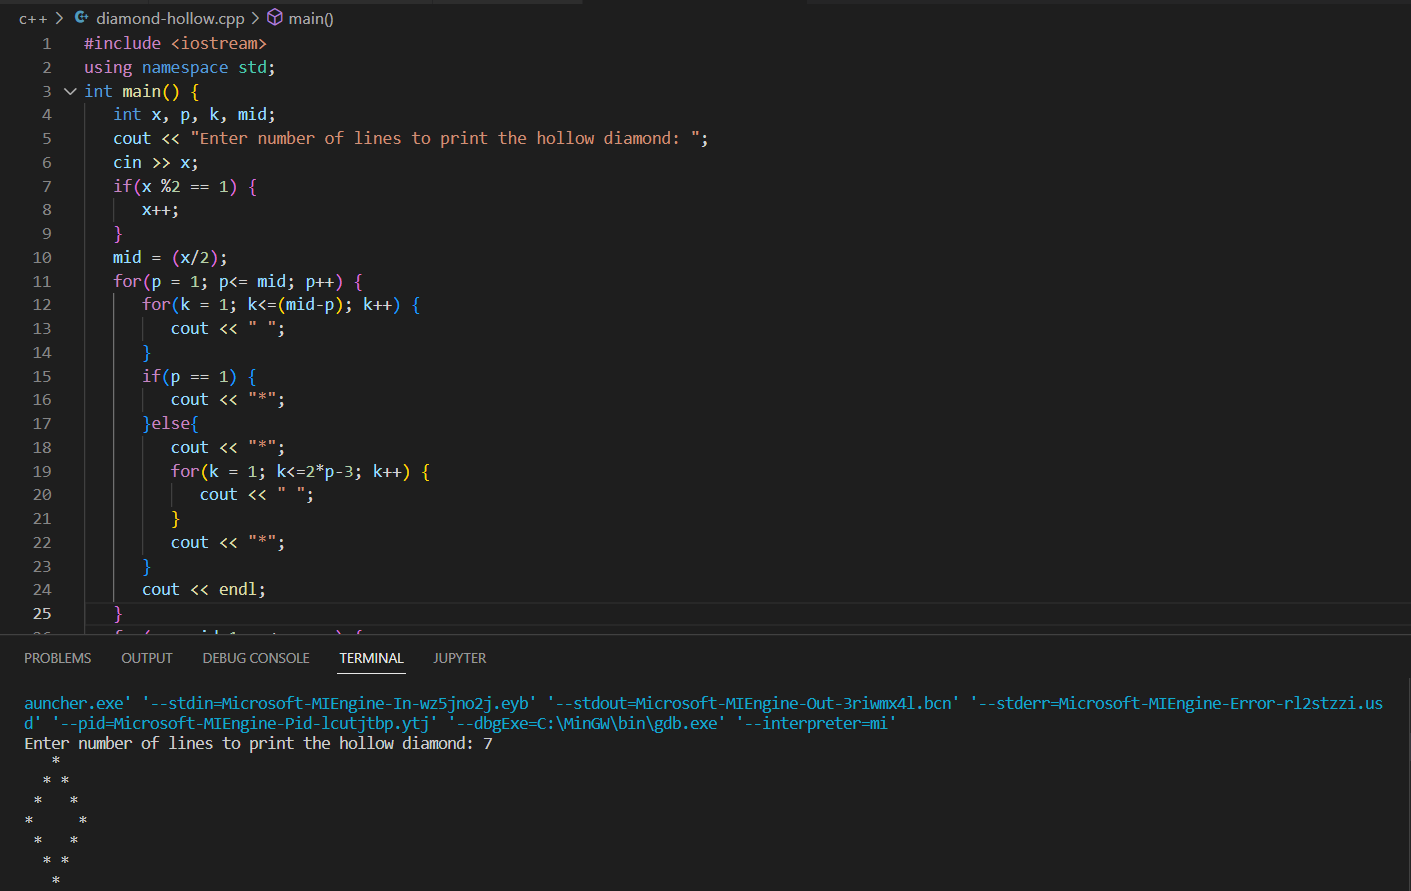 c++ > diamond-hollow.cpp > main()
1 #include <iostream>
2 using namespace std;
3 int main() {
4 int x, p, k, mid;
5 cout << "Enter number of lines to print the hollow diamond: ";
6 cin >> x;
7 if(x %2 == 1) {
8 x++;
9 }
10 mid = (x/2);
11 for(p = 1; p<= mid; p++) {
12 for(k = 1; k<=(mid-p); k++) {
13 cout << " ";
14 }
15 if(p == 1) {
16 cout << "*";
17 }else{
18 cout << "*";
19 for(k = 1; k<=2*p-3; k++) {
20 cout << " ";
21 }
22 cout << "*";
23 }
24 cout << endl;
25 }
PROBLEMS OUTPUT DEBUG CONSOLE TERMINAL JUPYTER
auncher.exe' '--stdin=Microsoft-MIEngine-In-wz5jno2j.eyb' '--stdout=Microsoft-MIEngine-Out-3riwmx4l.bcn' '--stderr=Microsoft-MIEngine-Error-rl2stzzi.us
d' '--pid=Microsoft-MIEngine-Pid-lcutjtbp.ytj' '--dbgExe=C:\MinGW\bin\gdb.exe' '--interpreter=mi'
Enter number of lines to print the hollow diamond: 7
   *
  * *
 *   *
*     *
 *   *
  * *
   *